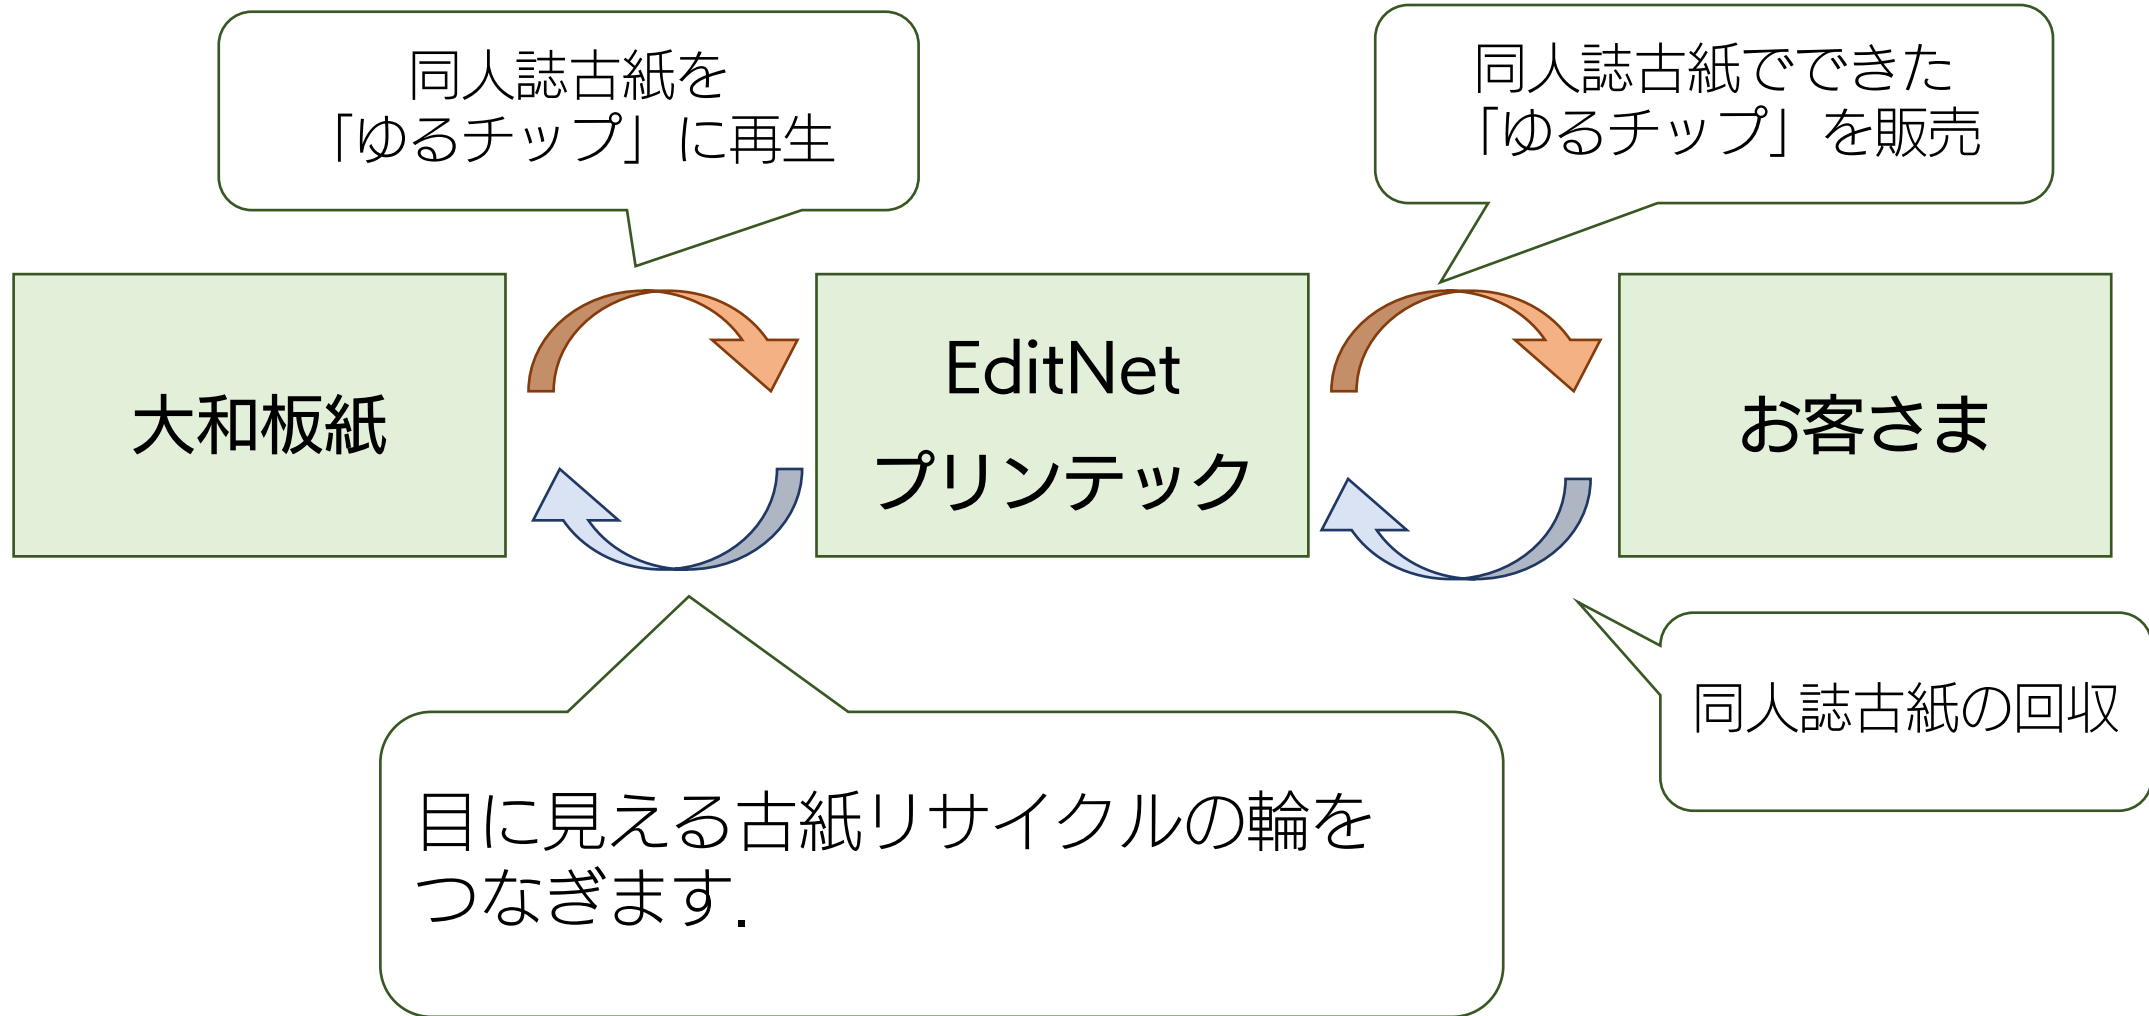 同人誌古紙を
「ゆるチップ」に再生
同人誌古紙でできた
「ゆるチップ」を販売
大和板紙
EditNet
プリンテック
お客さま
同人誌古紙の回収
目に見える古紙リサイクルの輪を
つなぎます.